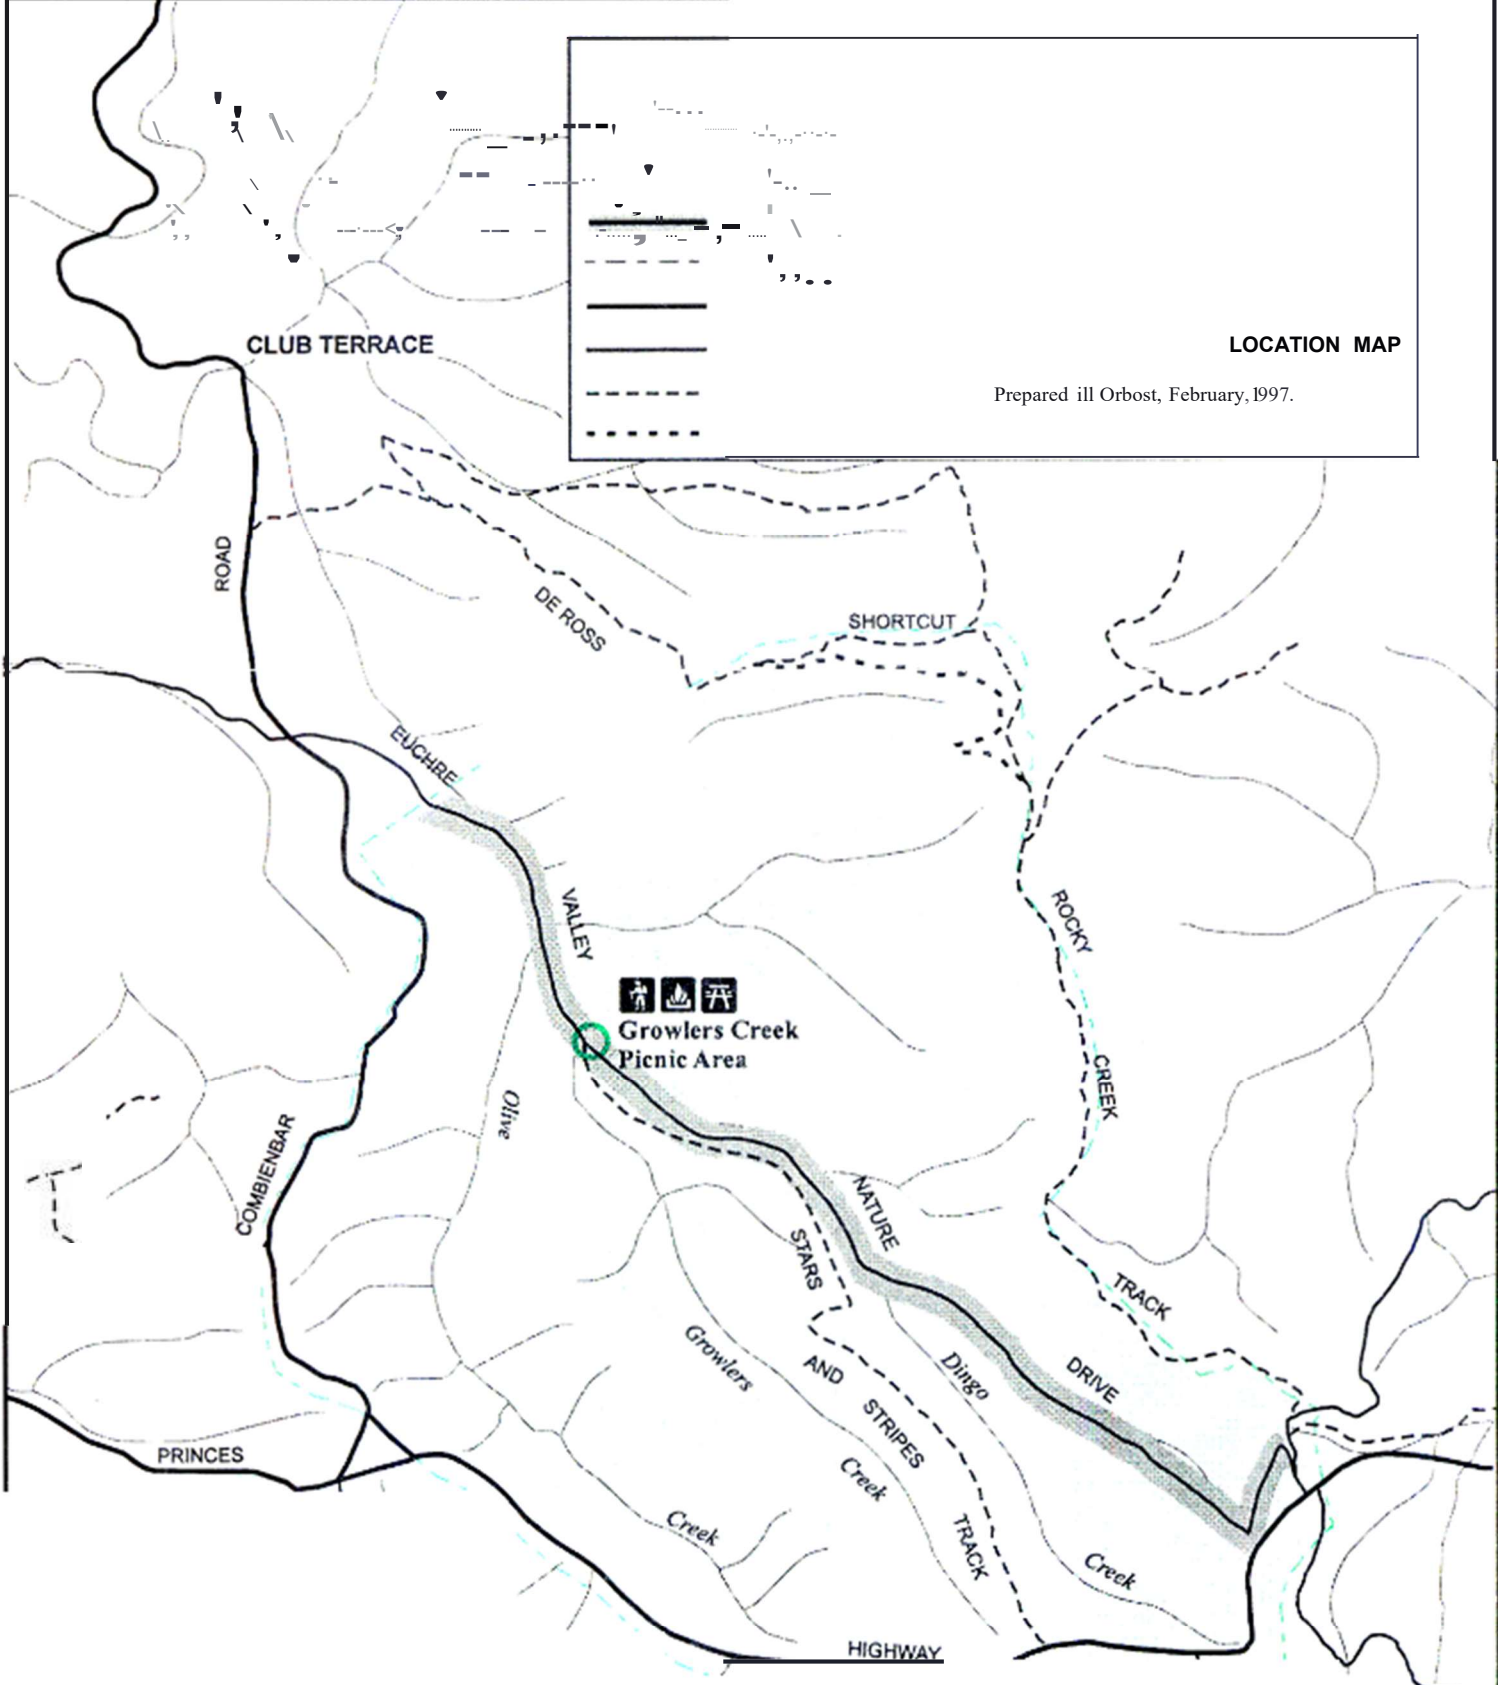 CLUB TERRACE
LOCATION MAP
Prepared ill Orbost, February, 1997.
ROAD
DE ROSS
SHORTCUT
EUCHRE
VALLEY
ROCKY
Growlers Creek
Picnic Area
CREEK
Olive
COMBIENBAR
NATURE
STARS
TRACK
Growlers
AND
Dingo
DRIVE
STRIPES
PRINCES
Creek
Creek
TRACK
Creek
HIGHWAY